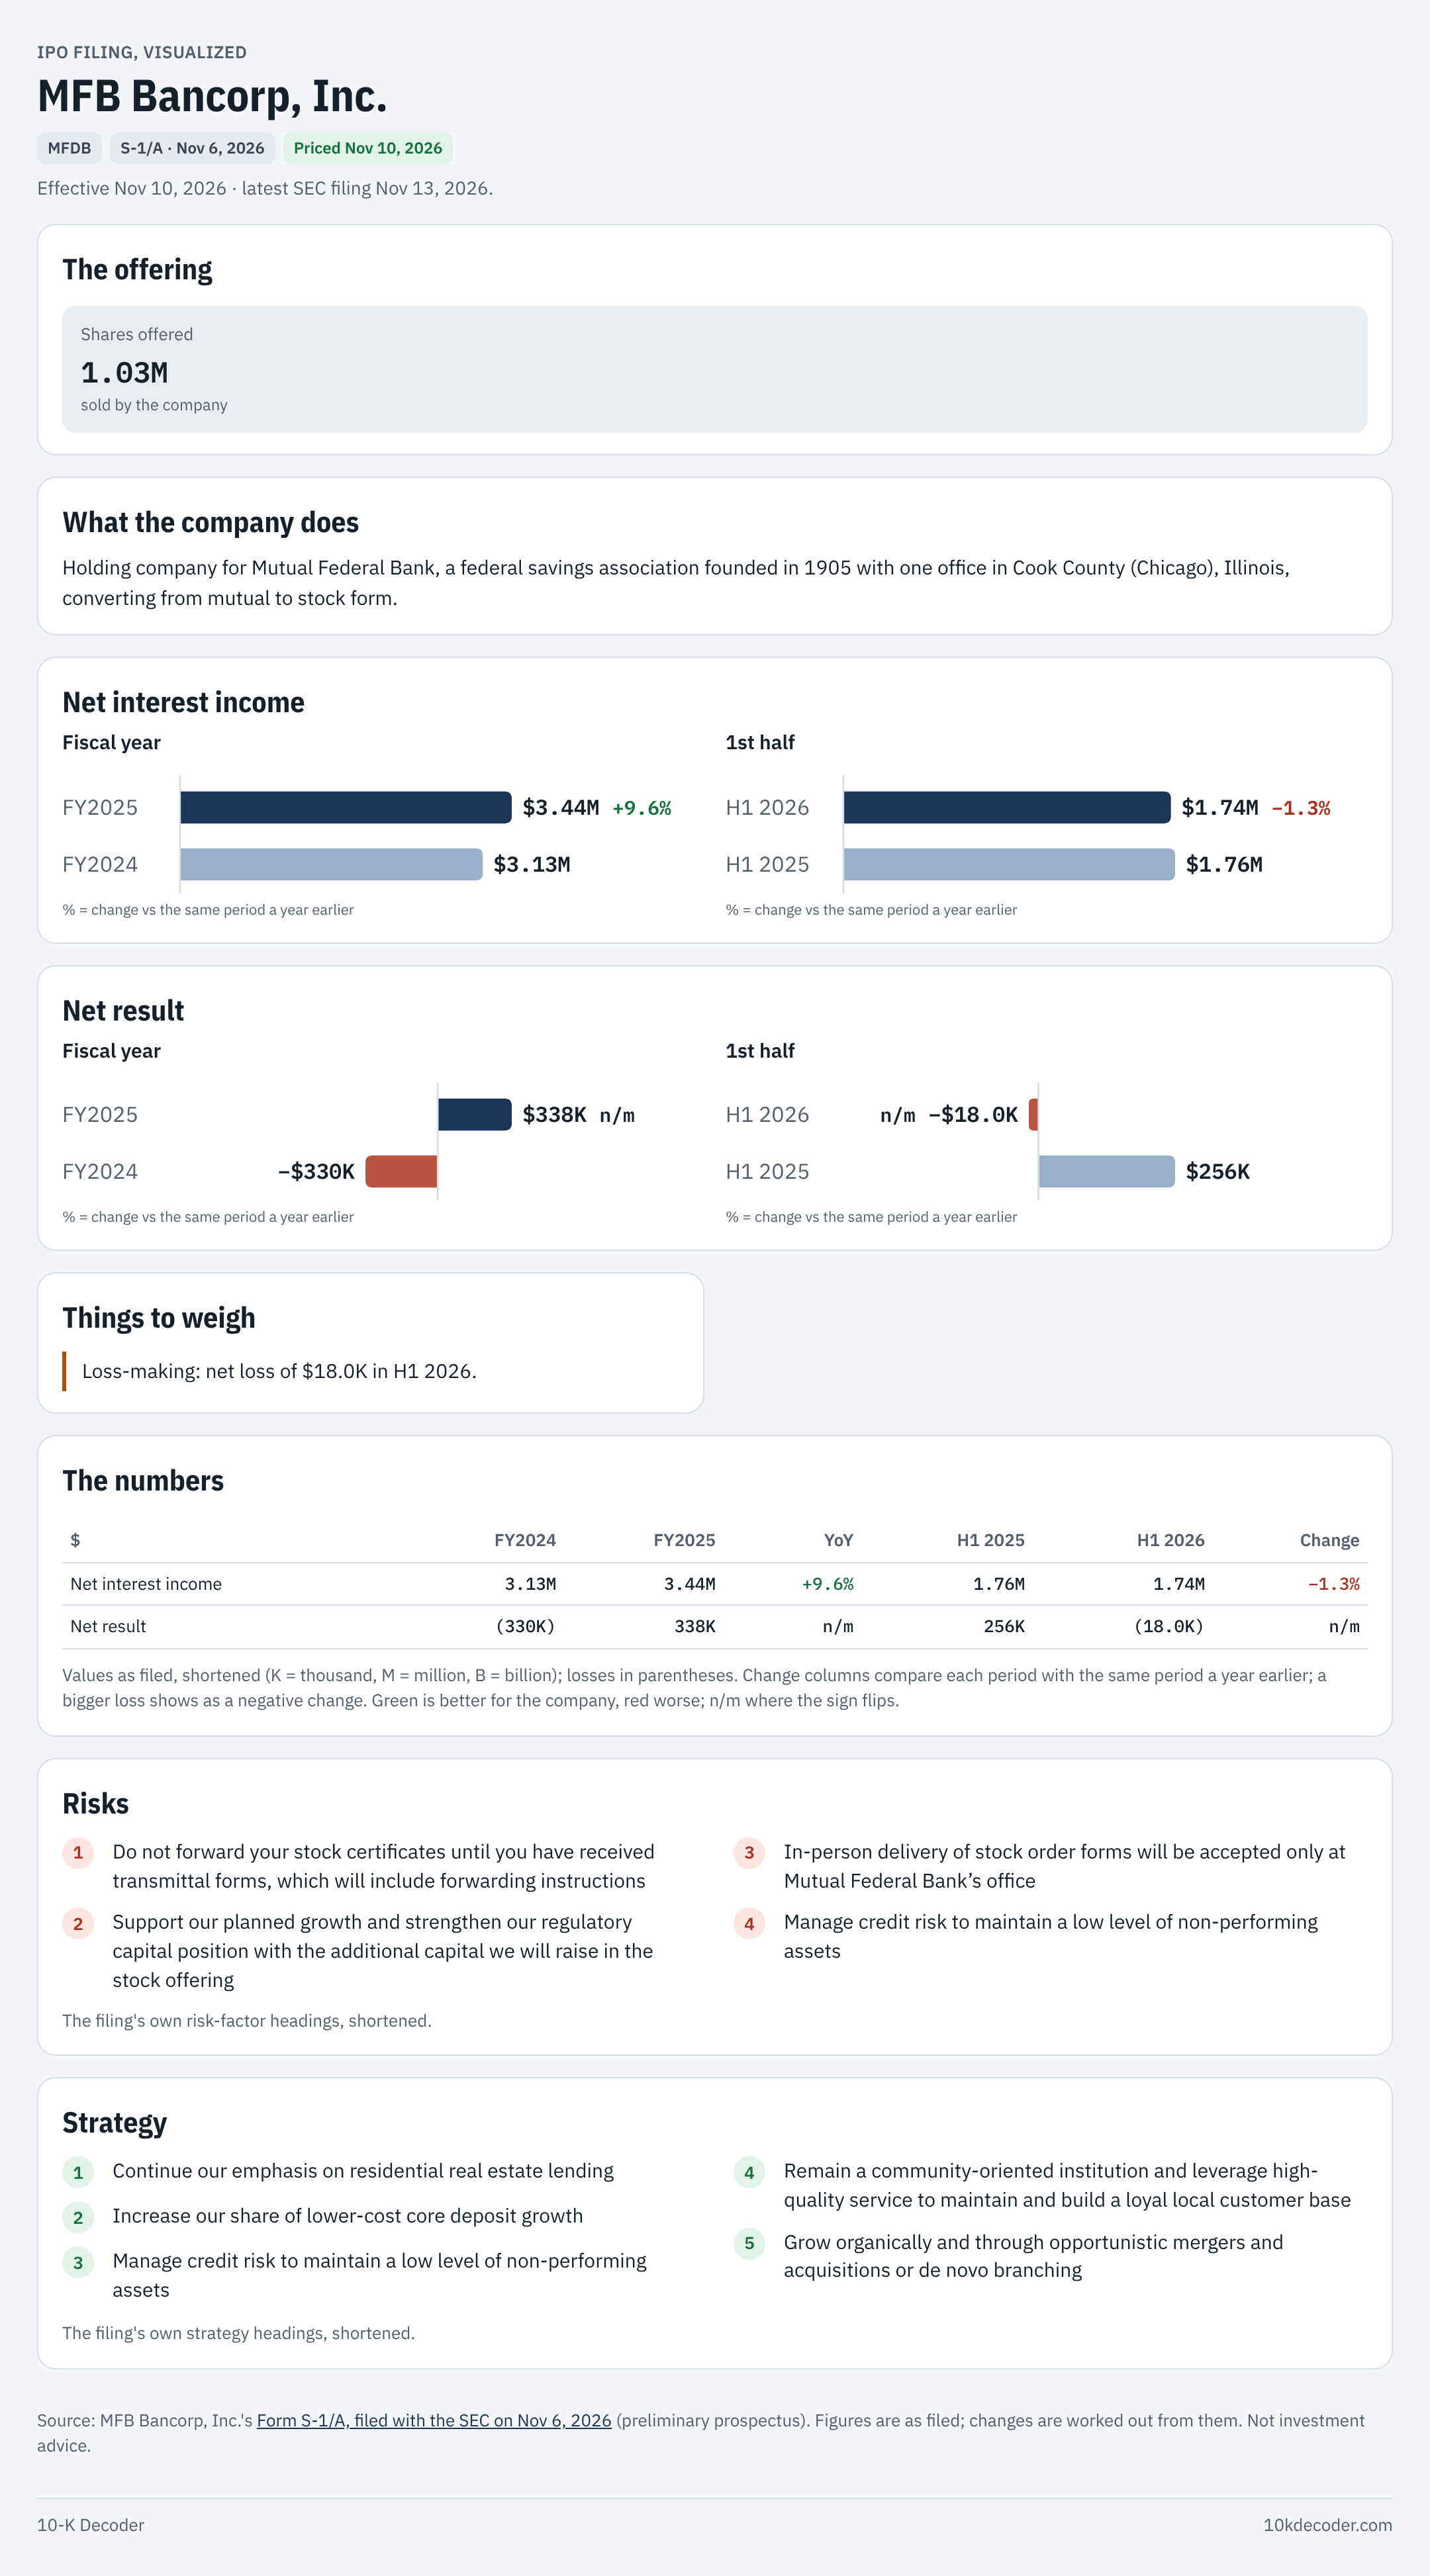 IPO FILING, VISUALIZED
MFB Bancorp, Inc.
MFDB
S-1/A · Nov 6, 2026
Priced Nov 10, 2026
Effective Nov 10, 2026 · latest SEC filing Nov 13, 2026.
The offering
Shares offered
1.03M
sold by the company
What the company does
Holding company for Mutual Federal Bank, a federal savings association founded in 1905 with one office in Cook County (Chicago), Illinois,
converting from mutual to stock form.
Net interest income
Fiscal year
FY2025 $3.44M +9.6%
FY2024 $3.13M
% = change vs the same period a year earlier
1st half
H1 2026 $1.74M −1.3%
H1 2025 $1.76M
% = change vs the same period a year earlier
Net result
Fiscal year
FY2025 $338K n/m
FY2024 −$330K
% = change vs the same period a year earlier
1st half
H1 2026 n/m −$18.0K
H1 2025 $256K
% = change vs the same period a year earlier
Things to weigh
Loss-making: net loss of $18.0K in H1 2026.
The numbers
$ FY2024 FY2025 YoY H1 2025 H1 2026 Change
Net interest income 3.13M 3.44M +9.6% 1.76M 1.74M −1.3%
Net result (330K) 338K n/m 256K (18.0K) n/m
Values as filed, shortened (K = thousand, M = million, B = billion); losses in parentheses. Change columns compare each period with the same period a year earlier; a
bigger loss shows as a negative change. Green is better for the company, red worse; n/m where the sign flips.
Risks
1 Do not forward your stock certificates until you have received
transmittal forms, which will include forwarding instructions
2 Support our planned growth and strengthen our regulatory
capital position with the additional capital we will raise in the
stock offering
3 In-person delivery of stock order forms will be accepted only at
Mutual Federal Bank’s office
4 Manage credit risk to maintain a low level of non-performing
assets
The filing's own risk-factor headings, shortened.
Strategy
1 Continue our emphasis on residential real estate lending
2 Increase our share of lower-cost core deposit growth
3 Manage credit risk to maintain a low level of non-performing
assets
4 Remain a community-oriented institution and leverage high-
quality service to maintain and build a loyal local customer base
5 Grow organically and through opportunistic mergers and
acquisitions or de novo branching
The filing's own strategy headings, shortened.
Source: MFB Bancorp, Inc.'s Form S-1/A, filed with the SEC on Nov 6, 2026 (preliminary prospectus). Figures are as filed; changes are worked out from them. Not investment
advice.
10-K Decoder
10kdecoder.com